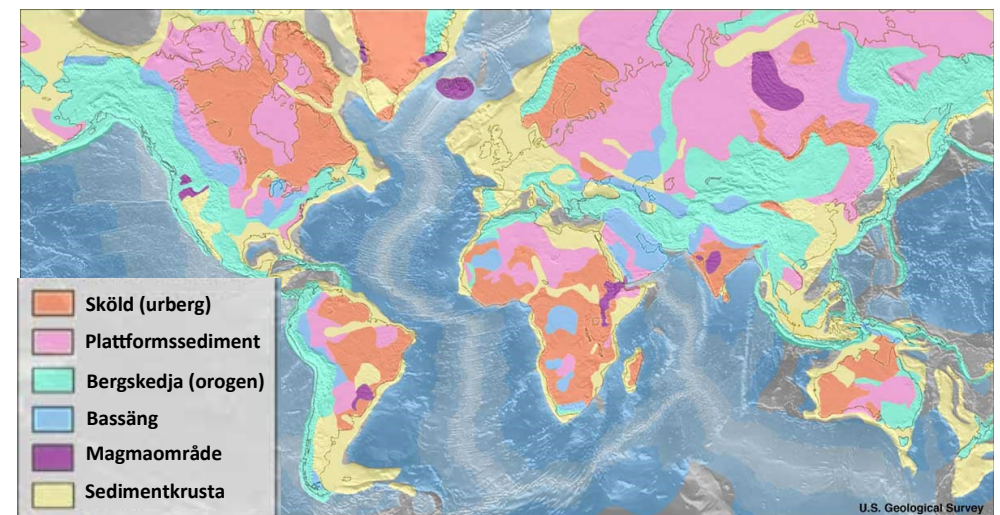 Sköld (urberg)
Plattformssediment
Bergskedja (orogen)
Bassäng
Magmaområde
Sedimentkrusta
U.S. Geological Survey